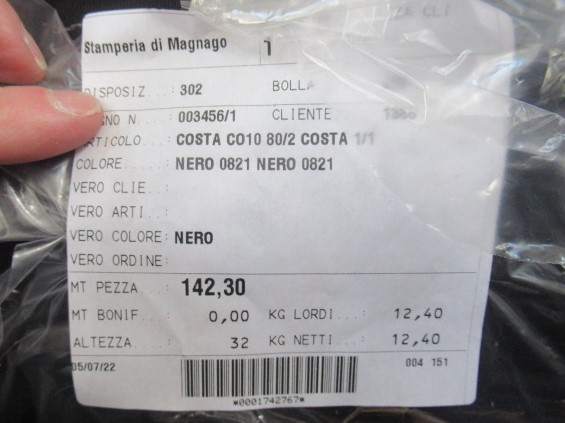 Stamperia di Magnago 1
DISPOSIZ...: 302 BOLLA
GNO N...: 003456/1 CLIENTE
ARTICOLO...: COSTA CO10 80/2 COSTA 1/1
COLORE....: NERO 0821 NERO 0821
VERO CLIE..:
VERO ARTI..:
VERO COLORE: NERO
VERO ORDINE:
MT PEZZA...: 142,30
MT BONIF..: 0,00 KG LORDI...: 12,40
ALTEZZA...: 32 KG NETTI...: 12,40
05/07/22 004 151
*0001742767*